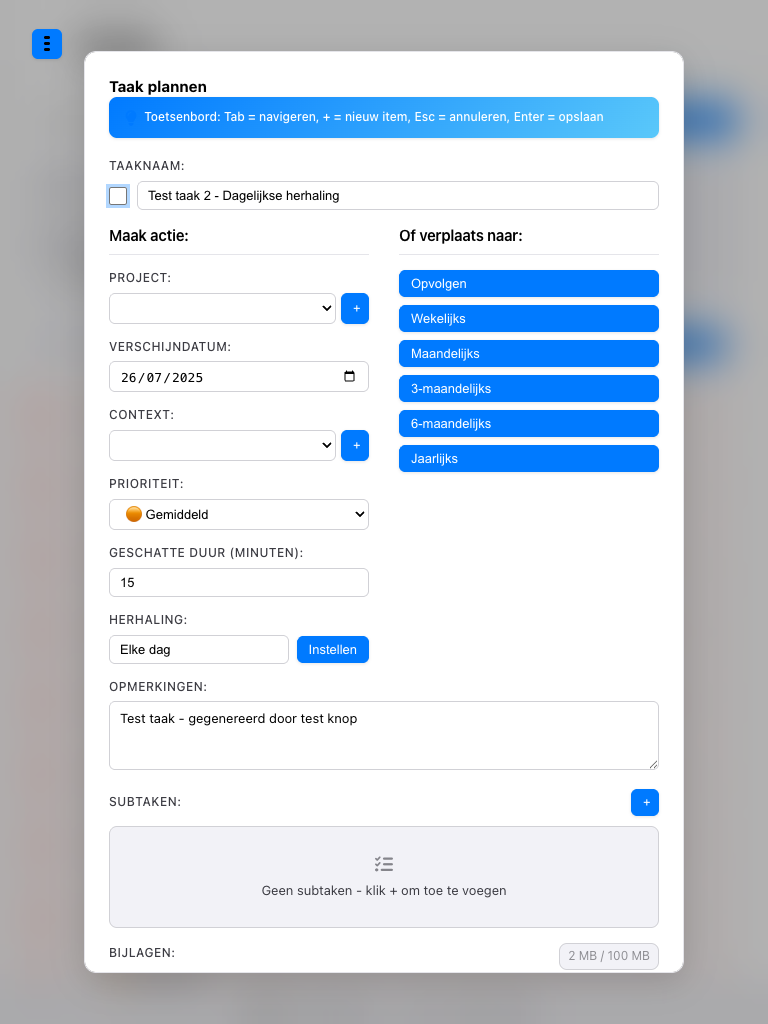 Taak plannen
Toetsenbord: Tab = navigeren, + = nieuw item, Esc = annuleren, Enter = opslaan
TAAKNAAM:
Test taak 2 - Dagelijkse herhaling
Maak actie:
PROJECT:
+
VERSCHIJNDATUM:
26/07/2025
CONTEXT:
+
PRIORITEIT:
Gemiddeld
GESCHATTE DUUR (MINUTEN):
15
HERHALING:
Elke dag
Instellen
Of verplaats naar:
Opvolgen
Wekelijks
Maandelijks
3-maandelijks
6-maandelijks
Jaarlijks
OPMERKINGEN:
Test taak - gegenereerd door test knop
SUBTAKEN:
+
Geen subtaken - klik + om toe te voegen
BIJLAGEN:
2 MB / 100 MB